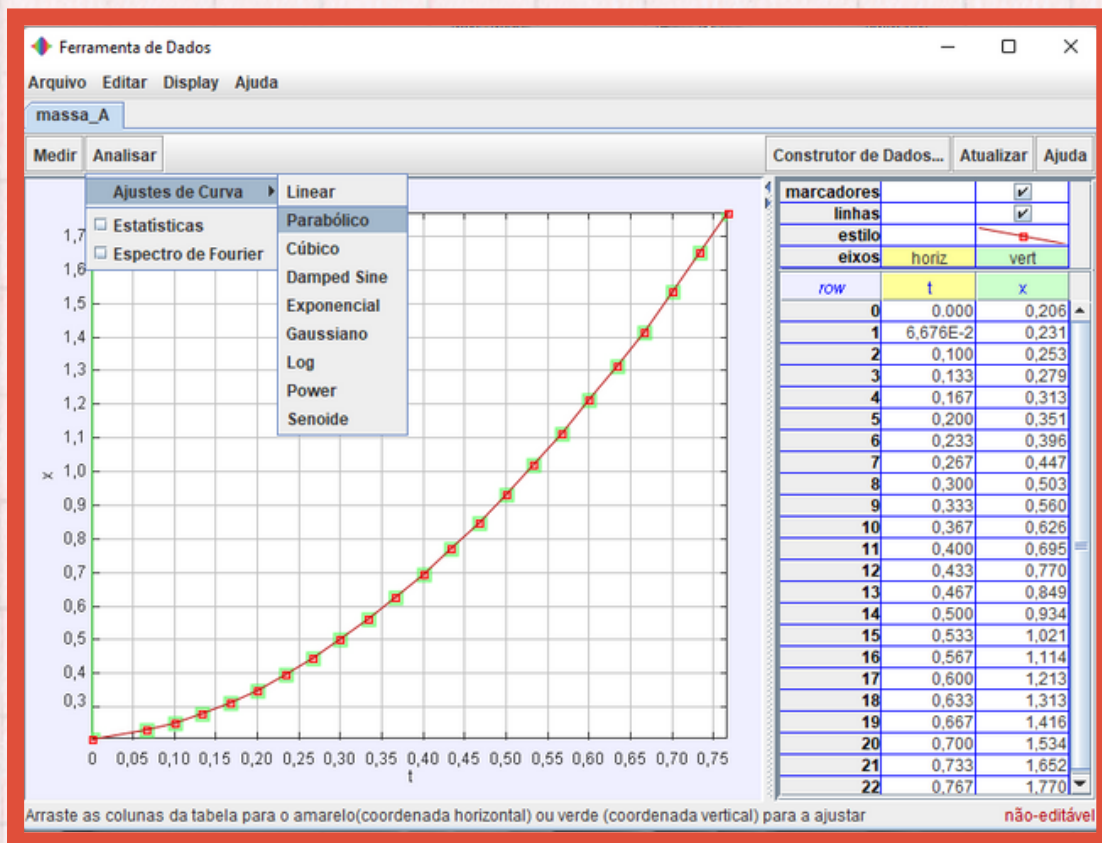 Ferramenta de Dados
Arquivo Editar Display Ajuda
massa_A
Medir Analisar Construtor de Dados... Atualizar Ajuda
Ajustes de Curva
Estatísticas
Espectro de Fourier
Linear
Parabólico
Cúbico
Damped Sine
Exponencial
Gaussiano
Log
Power
Senoide
x
1,7
1,6
1,5
1,4
1,3
1,2
1,1
1,0
0,9
0,8
0,7
0,6
0,5
0,4
0,3
0 0,05 0,10 0,15 0,20 0,25 0,30 0,35 0,40 0,45 0,50 0,55 0,60 0,65 0,70 0,75
t
marcadores
linhas
estilo
eixos horiz vert
row t x
0 0.000 0,206
1 6,676E-2 0,231
2 0,100 0,253
3 0,133 0,279
4 0,167 0,313
5 0,200 0,351
6 0,233 0,396
7 0,267 0,447
8 0,300 0,503
9 0,333 0,560
10 0,367 0,626
11 0,400 0,695
12 0,433 0,770
13 0,467 0,849
14 0,500 0,934
15 0,533 1,021
16 0,567 1,114
17 0,600 1,213
18 0,633 1,313
19 0,667 1,416
20 0,700 1,534
21 0,733 1,652
22 0,767 1,770
Arraste as colunas da tabela para o amarelo(coordenada horizontal) ou verde (coordenada vertical) para a ajustar não-editável